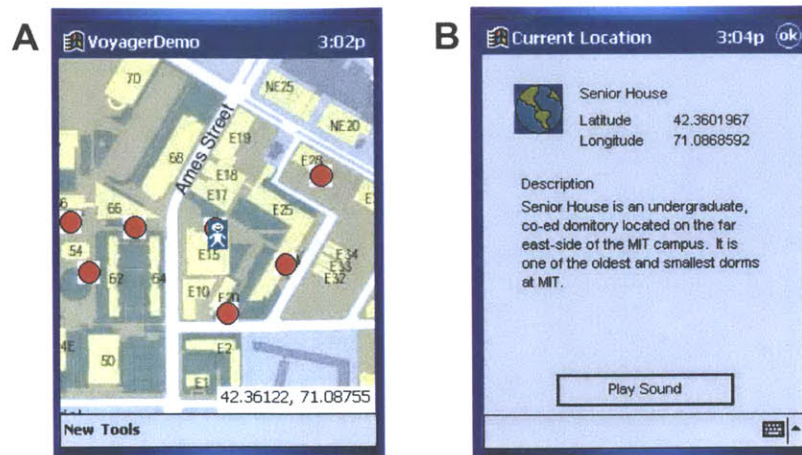 A
VoyagerDemo 3:02p
70
NE25
NE20
E19
68
Ames Street
E28
E18
E17
66
E25
54
E15
62
64
E34
E33
E32
E10
E20
50
E2
E1
42.36122, 71.08755
New Tools
B
Current Location 3:04p ok
Senior House
Latitude 42.3601967
Longitude 71.0868592
Description
Senior House is an undergraduate,
co-ed domitory located on the far
east-side of the MIT campus. It is
one of the oldest and smallest dorms
at MIT.
Play Sound